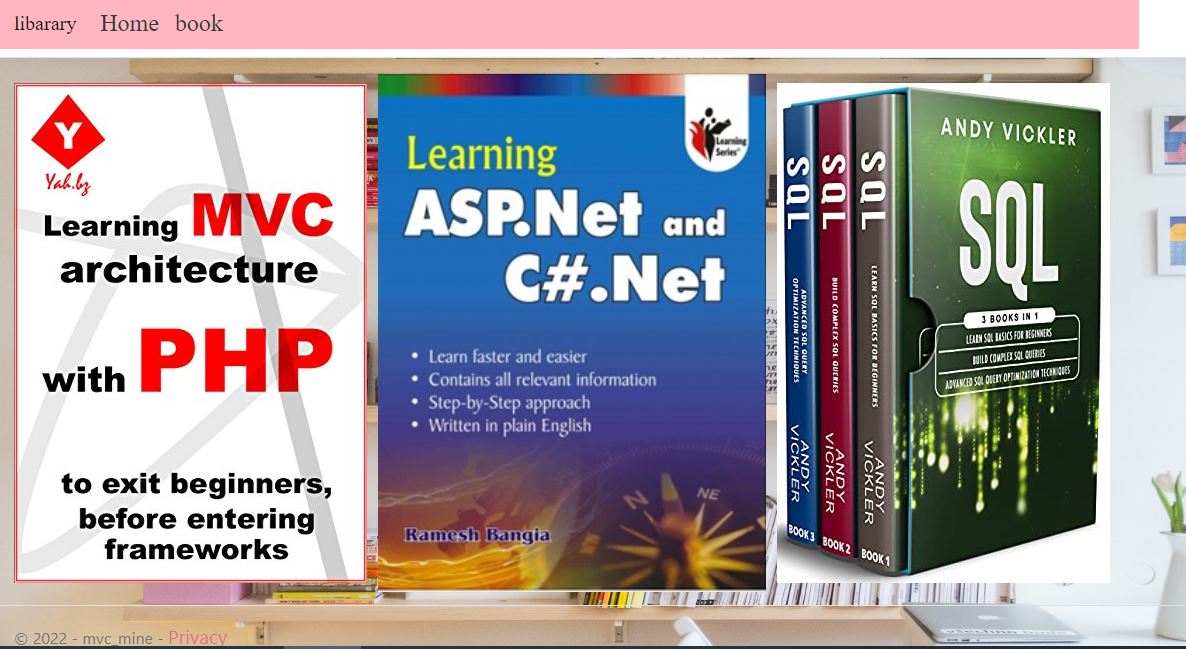 libarary Home book
Y
Yah.bz
Learning MVC
architecture
with PHP
to exit beginners,
before entering
frameworks
Learning
Series
Learning
ASP.Net and
C#.Net
• Learn faster and easier
• Contains all relevant information
• Step-by-Step approach
• Written in plain English
N
NE
Ramesh Bangia
SQL
ADVANCED SQL QUERY
OPTIMIZATION TECHNIQUES
ANDY
VICKLER
BOOK 3
SQL
BUILD COMPLEX SQL QUERIES
ANDY
VICKLER
BOOK 2
SQL
LEARN SQL BASICS FOR BEGINNERS
ANDY
VICKLER
BOOK 1
ANDY VICKLER
SQL
3 BOOKS IN 1
LEARN SQL BASICS FOR BEGINNERS
BUILD COMPLEX SQL QUERIES
ADVANCED SQL QUERY OPTIMIZATION TECHNIQUES
© 2022 - mvc_mine - Privacy